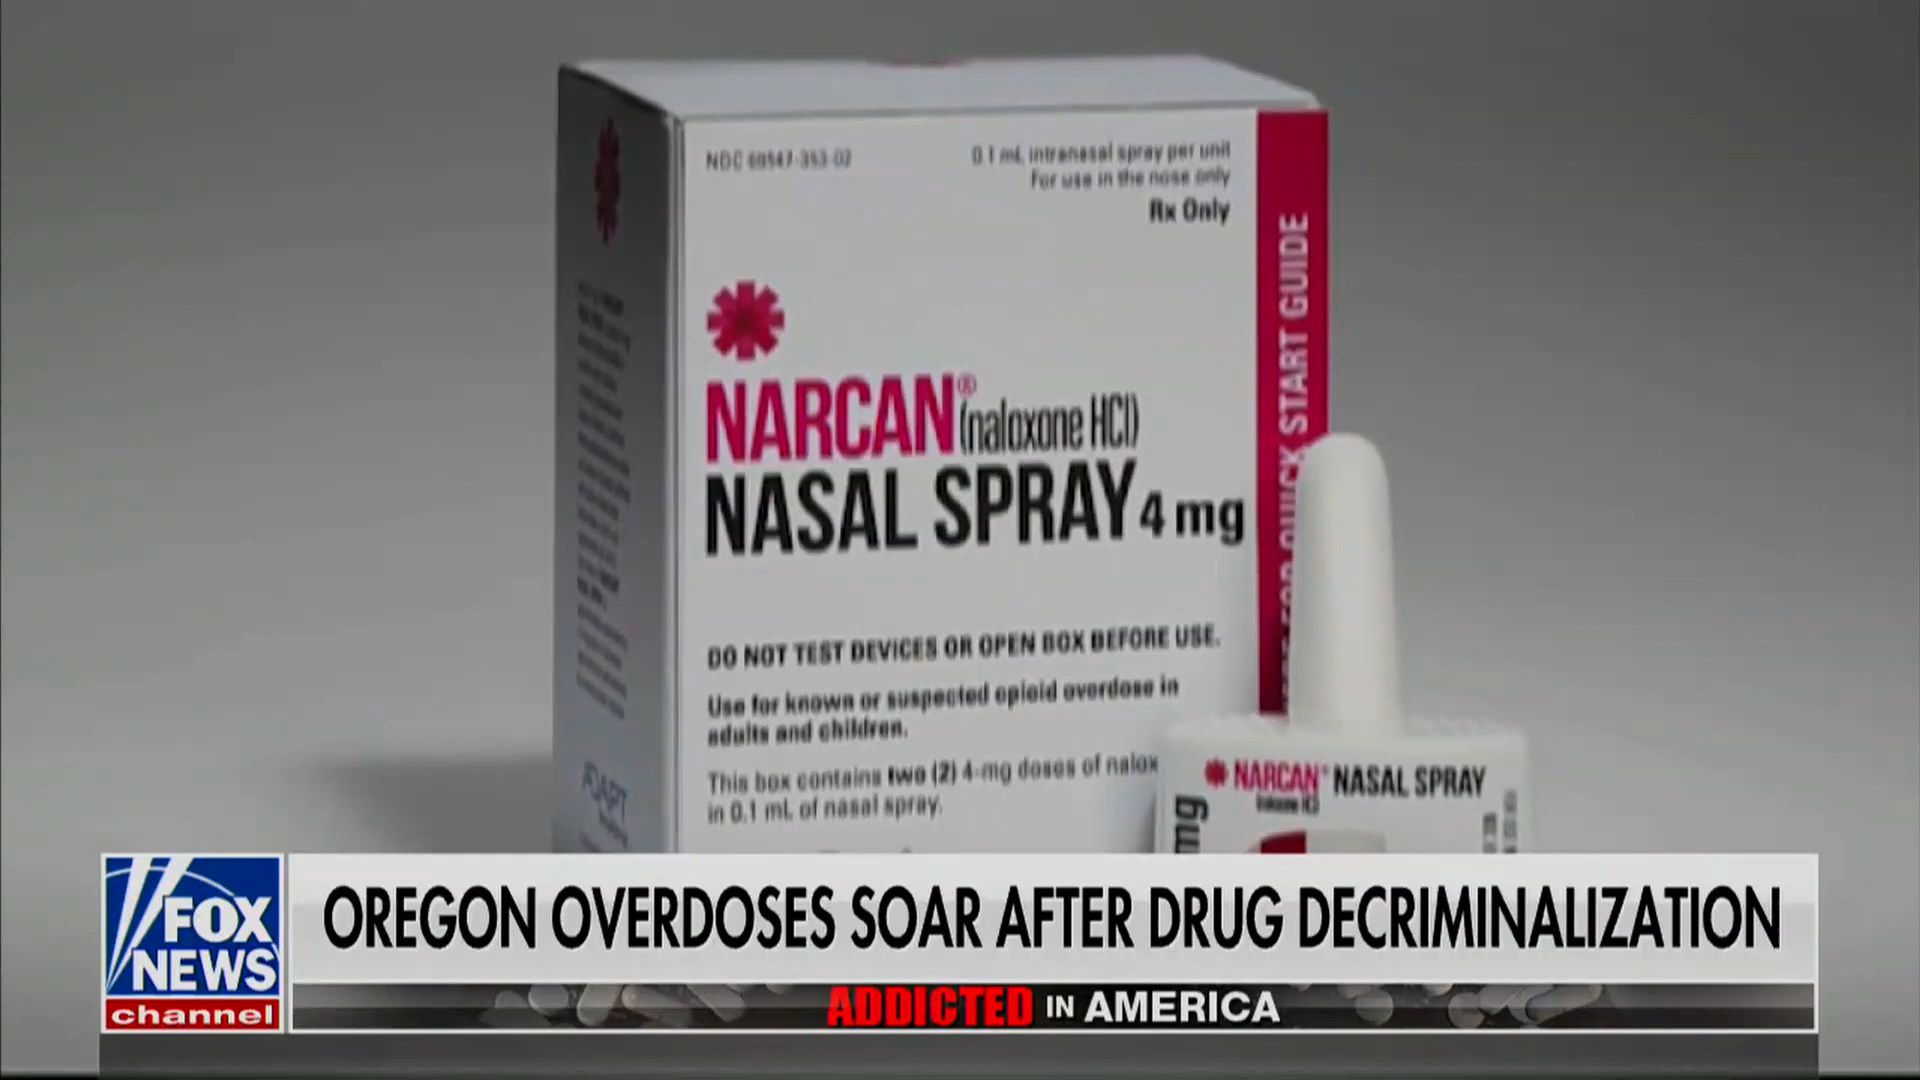 NDC 69547-353-02
0.1 mL intranasal spray per unit
For use in the nose only
Rx Only
NARCAN® (naloxone HCl)
NASAL SPRAY 4 mg
QUICK START GUIDE
DO NOT TEST DEVICES OR OPEN BOX BEFORE USE.
Use for known or suspected opioid overdose in
adults and children.
This box contains two (2) 4-mg doses of nalox
in 0.1 mL of nasal spray.
ADAPT
NARCAN® NASAL SPRAY
mg
FOX
NEWS
channel
OREGON OVERDOSES SOAR AFTER DRUG DECRIMINALIZATION
ADDICTED IN AMERICA